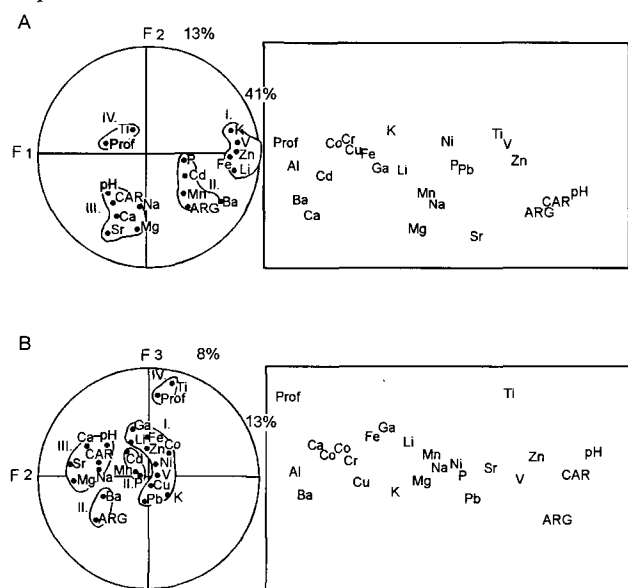 A
F 2 13%
41%
F 1
IV.
Ti
Prof
I.
K
V
Zn
Fe
Li
P
Cd
II.
Mn
ARG
Ba
pH
CAR
Na
III.
Ca
Sr
Mg
Prof
Al
Ba
Ca
Cd
Co
Cr
Cu
Fe
K
Ga
Li
Mn
Na
Mg
Ni
P
Pb
Sr
Ti
V
Zn
ARG
CAR
pH
B
F 3 8%
13%
F 2
IV.
Ti
Prof
Ga
I.
Li
Fe
Zn
Co
Cd
Ni
Mn
II.
P
V
Cu
Pb
K
Ca
pH
III.
CAR
Sr
Na
Mg
Ba
II.
ARG
Prof
Al
Ba
Ca
Co
Co
Cr
Cu
Fe
Ga
K
Li
Mg
Mn
Na
Ni
P
Pb
Sr
Ti
V
Zn
ARG
CAR
pH